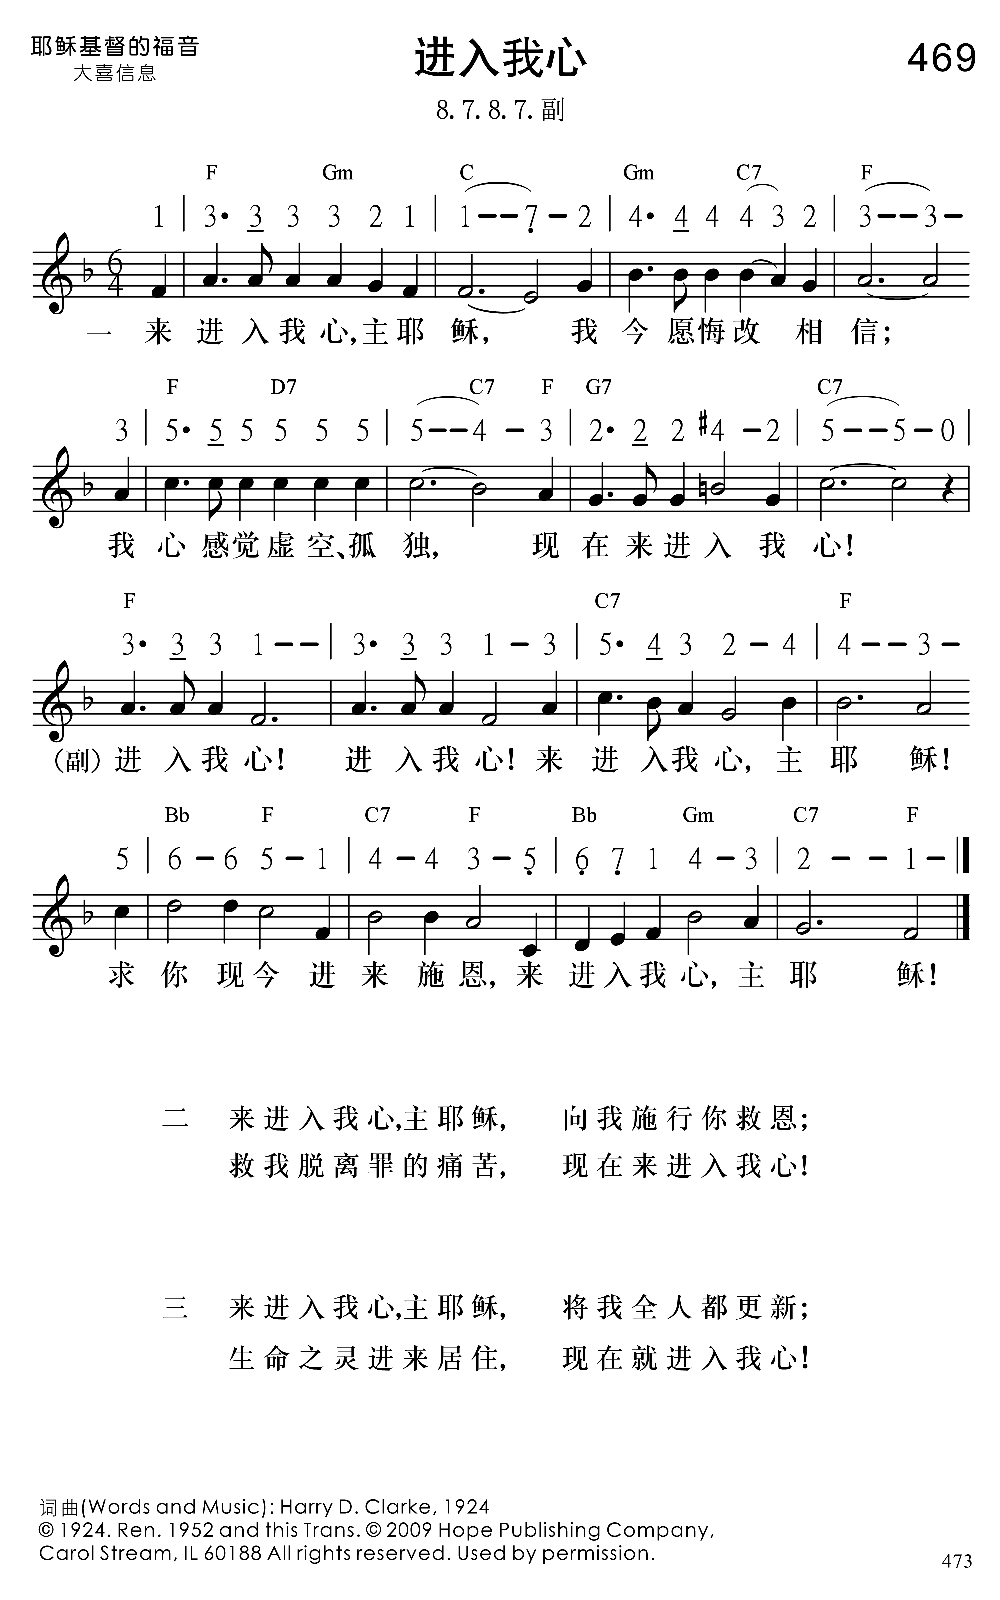 耶稣基督的福音
大喜信息
进入我心
469
8. 7. 8. 7. 副
F Gm C Gm C7 F
1 | 3· 3 3 3 2 1 | 1 – – 7 – 2 | 4· 4 4 4 3 2 | 3 – – 3 –
6
4
一 来 进 入 我 心,主 耶 稣, 我 今 愿 悔 改 相 信;
F D7 C7 F G7 C7
3 | 5· 5 5 5 5 5 | 5 – – 4 – 3 | 2· 2 2 #4 – 2 | 5 – – 5 – 0 |
我 心 感 觉 虚 空、孤 独, 现 在 来 进 入 我 心!
F C7 F
3· 3 3 1 – – | 3· 3 3 1 – 3 | 5· 4 3 2 – 4 | 4 – – 3 –
(副) 进 入 我 心! 进 入 我 心! 来 进 入 我 心, 主 耶 稣!
Bb F C7 F Bb Gm C7 F
5 | 6 – 6 5 – 1 | 4 – 4 3 – 5 | 6 7 1 4 – 3 | 2 – – 1 – ‖
求 你 现 今 进 来 施 恩, 来 进 入 我 心, 主 耶 稣!
二 来进入我心,主耶稣, 向我施行你救恩;
救我脱离罪的痛苦, 现在来进入我心!
三 来进入我心,主耶稣, 将我全人都更新;
生命之灵进来居住, 现在就进入我心!
词曲(Words and Music): Harry D. Clarke, 1924
© 1924. Ren. 1952 and this Trans. © 2009 Hope Publishing Company,
Carol Stream, IL 60188 All rights reserved. Used by permission.
473